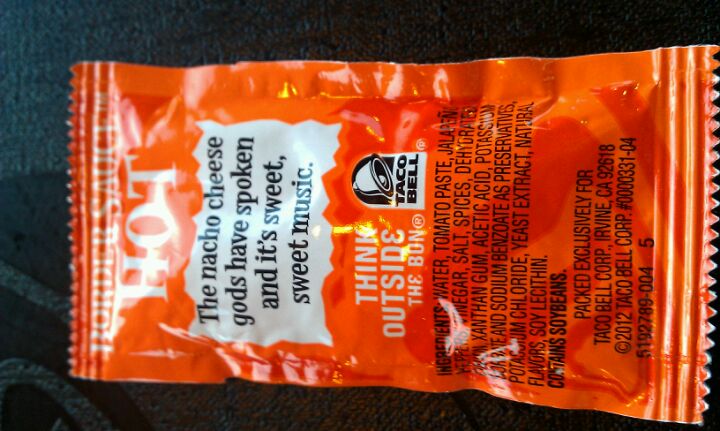 BORDER SAUCE™
HOT
The nacho cheese
gods have spoken
and it's sweet,
sweet music.
THINK
OUTSIDE
THE BUN®
TACO
BELL®
INGREDIENTS: WATER, TOMATO PASTE, JALAPEÑO
VINEGAR, SALT, SPICES, DEHYDRATED
XANTHAN GUM, ACETIC ACID, POTASSIUM
AND SODIUM BENZOATE AS PRESERVATIVES,
CHLORIDE, YEAST EXTRACT, NATURAL
FLAVORS, SOY LECITHIN.
CONTAINS SOYBEANS.
PACKED EXCLUSIVELY FOR
TACO BELL CORP., IRVINE, CA 92618
©2012 TACO BELL CORP. #0000331-04
5192789-004 5